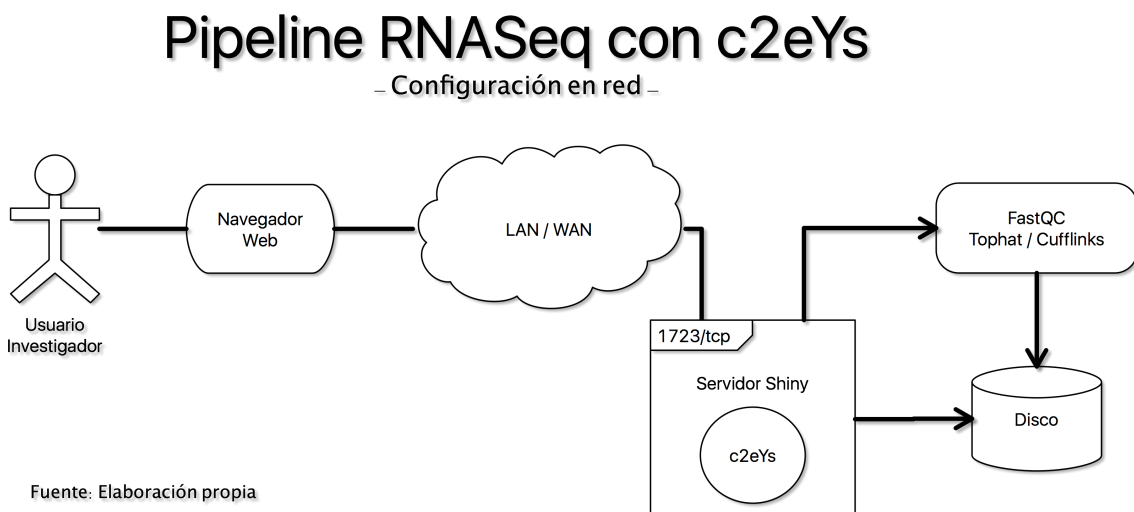 Pipeline RNASeq con c2eYs
– Configuración en red –
Navegador
Web
LAN / WAN
FastQC
Tophat / Cufflinks
Usuario
Investigador
1723/tcp
Servidor Shiny
Disco
c2eYs
Fuente: Elaboración propia